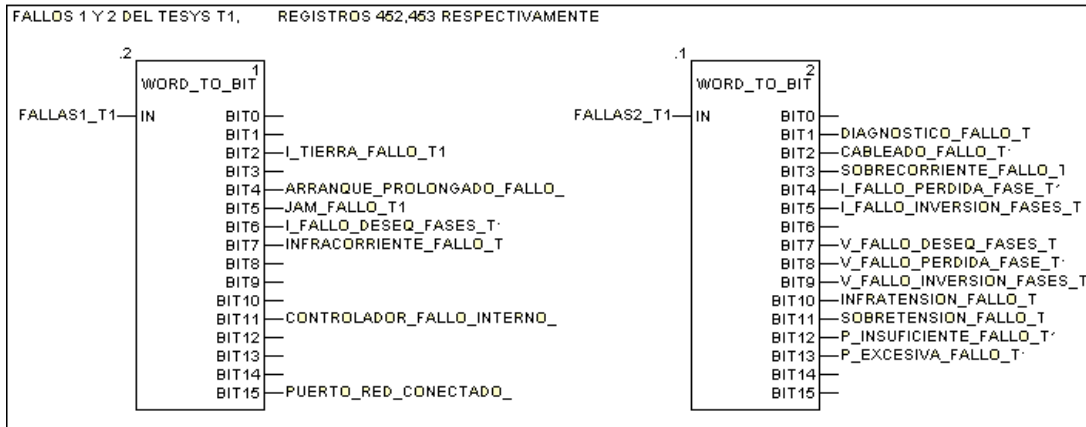 FALLOS 1 Y 2 DEL TESYS T1, REGISTROS 452,453 RESPECTIVAMENTE
.2
1
WORD_TO_BIT
FALLAS1_T1 IN BIT0
BIT1
BIT2 I_TIERRA_FALLO_T1
BIT3
BIT4 ARRANQUE_PROLONGADO_FALLO_
BIT5 JAM_FALLO_T1
BIT6 I_FALLO_DESEQ_FASES_T
BIT7 INFRACORRIENTE_FALLO_T
BIT8
BIT9
BIT10
BIT11 CONTROLADOR_FALLO_INTERNO_
BIT12
BIT13
BIT14
BIT15 PUERTO_RED_CONECTADO_
.1
2
WORD_TO_BIT
FALLAS2_T1 IN BIT0
BIT1 DIAGNOSTICO_FALLO_T
BIT2 CABLEADO_FALLO_T
BIT3 SOBRECORRIENTE_FALLO_T
BIT4 I_FALLO_PERDIDA_FASE_T
BIT5 I_FALLO_INVERSION_FASES_T
BIT6
BIT7 V_FALLO_DESEQ_FASES_T
BIT8 V_FALLO_PERDIDA_FASE_T
BIT9 V_FALLO_INVERSION_FASES_T
BIT10 INFRATENSION_FALLO_T
BIT11 SOBRETENSION_FALLO_T
BIT12 P_INSUFICIENTE_FALLO_T
BIT13 P_EXCESIVA_FALLO_T
BIT14
BIT15